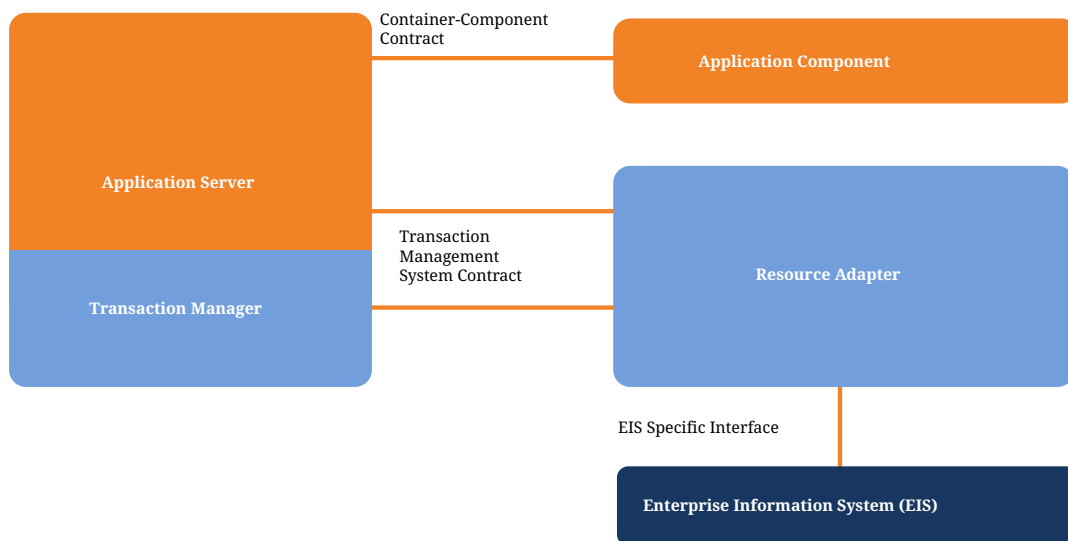 Container-Component
Contract
Application Component
Application Server
Transaction
Management
System Contract
Resource Adapter
Transaction Manager
EIS Specific Interface
Enterprise Information System (EIS)